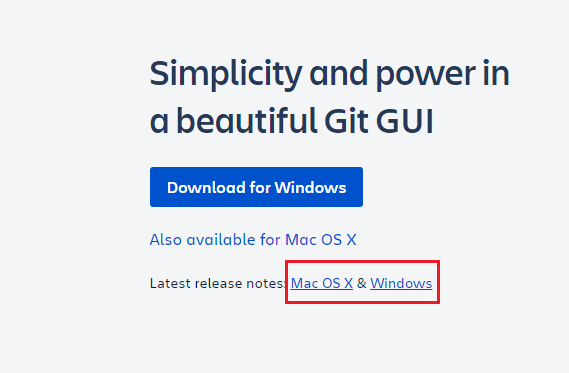 Simplicity and power in
a beautiful Git GUI
Download for Windows
Also available for Mac OS X
Latest release notes: Mac OS X & Windows